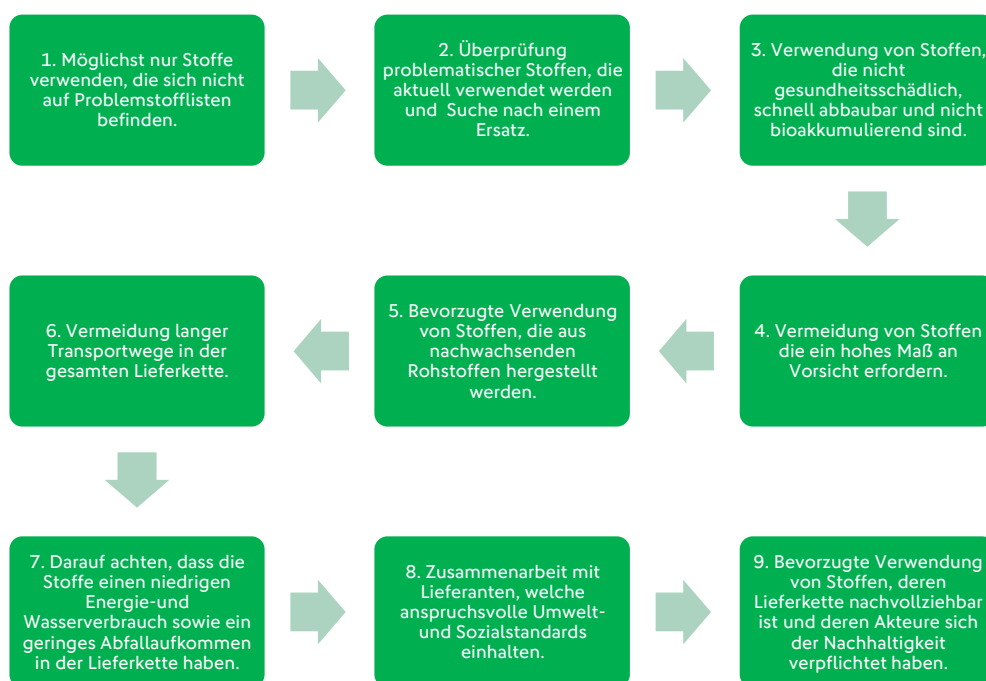 1. Möglichst nur Stoffe
verwenden, die sich nicht
auf Problemstofflisten
befinden.
2. Überprüfung
problematischer Stoffen, die
aktuell verwendet werden
und Suche nach einem
Ersatz.
3. Verwendung von Stoffen,
die nicht
gesundheitsschädlich,
schnell abbaubar und nicht
bioakkumulierend sind.
4. Vermeidung von Stoffen
die ein hohes Maß an
Vorsicht erfordern.
5. Bevorzugte Verwendung
von Stoffen, die aus
nachwachsenden
Rohstoffen hergestellt
werden.
6. Vermeidung langer
Transportwege in der
gesamten Lieferkette.
7. Darauf achten, dass die
Stoffe einen niedrigen
Energie-und
Wasserverbrauch sowie ein
geringes Abfallaufkommen
in der Lieferkette haben.
8. Zusammenarbeit mit
Lieferanten, welche
anspruchsvolle Umwelt-
und Sozialstandards
einhalten.
9. Bevorzugte Verwendung
von Stoffen, deren
Lieferkette nachvollziehbar
ist und deren Akteure sich
der Nachhaltigkeit
verpflichtet haben.